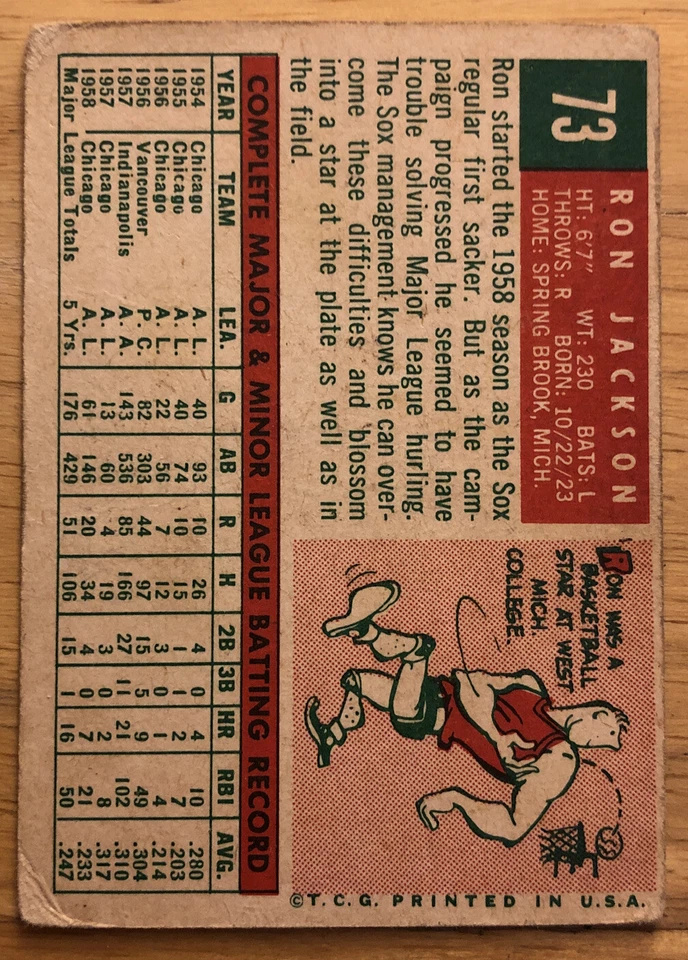 73
RON JACKSON
HT: 6'7" WT: 230 BATS: L
THROWS: R BORN: 10/22/23
HOME: SPRING BROOK, MICH.
Ron started the 1958 season as the Sox
regular first sacker. But as the cam-
paign progressed he seemed to have
trouble solving Major League hurling.
The Sox management knows he can over-
come these difficulties and blossom
into a star at the plate as well as in
the field.
RON WAS A
BASKETBALL
STAR AT WEST
MICH.
COLLEGE
COMPLETE MAJOR & MINOR LEAGUE BATTING RECORD
YEAR TEAM LEA. G AB R H 2B 3B HR RBI AVG.
1954 Chicago A. L. 40 93 10 26 4 0 4 10 .280
1955 Chicago A. L. 40 74 10 15 1 1 2 7 .203
1956 Chicago A. L. 22 56 7 12 3 0 1 4 .214
1956 Vancouver P. C. 82 303 44 97 15 5 9 49 .304
1957 Indianapolis A. A. 143 536 85 166 27 11 21 102 .310
1957 Chicago A. L. 13 60 4 19 3 0 2 8 .317
1958 Chicago A. L. 61 146 20 34 4 0 7 21 .233
Major League Totals 5 Yrs. 176 429 51 106 15 1 16 50 .247
©T.C.G. PRINTED IN U.S.A.